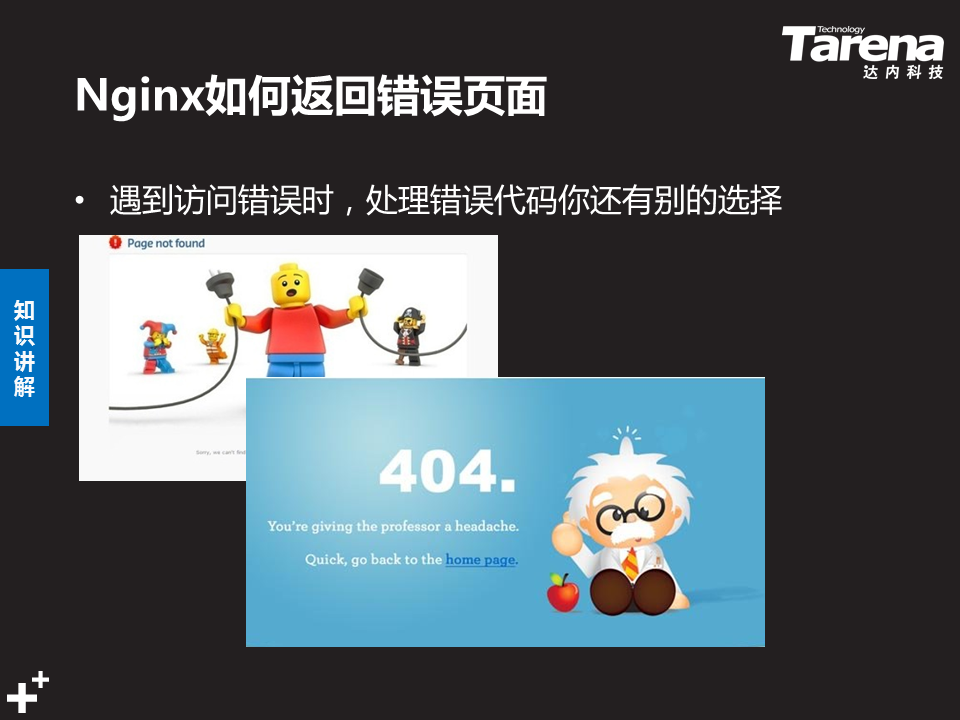 Technology
Tarena
达内科技
Nginx如何返回错误页面
• 遇到访问错误时，处理错误代码你还有别的选择
Page not found
知识讲解
Sorry, we can't find
404.
You're giving the professor a headache.
Quick, go back to the home page.